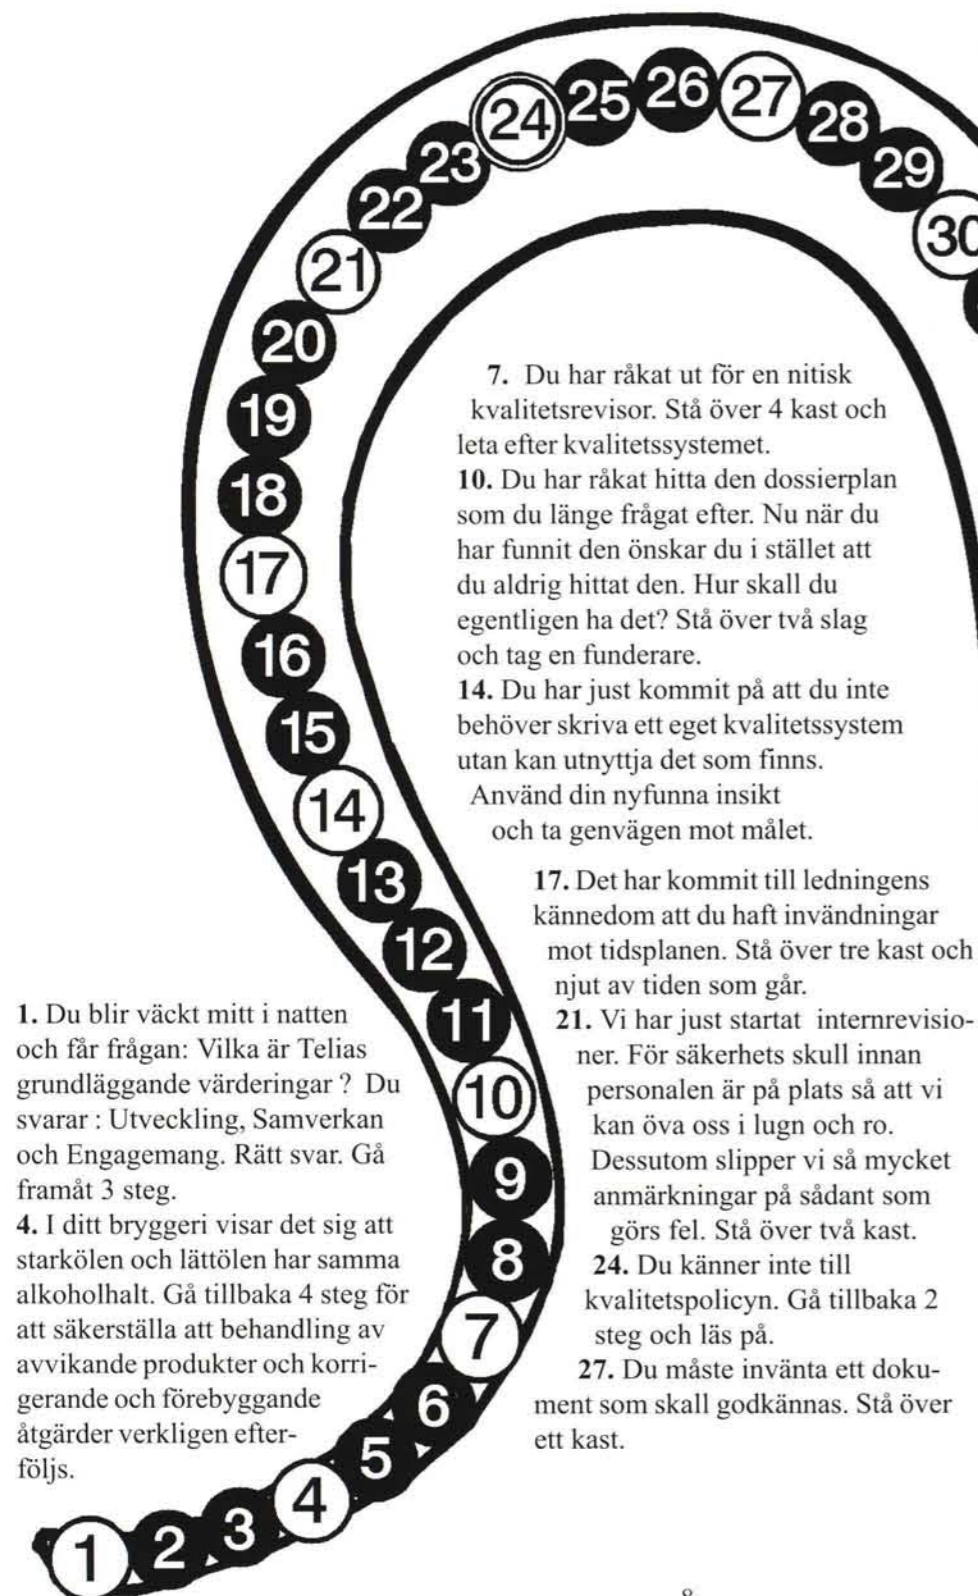 24 25 26 27
23 28
22 29
21 30
20
19
18
17
16
15
14
13
12
11
10
9
8
7
6
5
4
3
2
1
7. Du har råkat ut för en nitisk
kvalitetsrevisor. Stå över 4 kast och
leta efter kvalitetssystemet.
10. Du har råkat hitta den dossierplan
som du länge frågat efter. Nu när du
har funnit den önskar du i stället att
du aldrig hittat den. Hur skall du
egentligen ha det? Stå över två slag
och tag en funderare.
14. Du har just kommit på att du inte
behöver skriva ett eget kvalitetssystem
utan kan utnyttja det som finns.
Använd din nyfunna insikt
och ta genvägen mot målet.
17. Det har kommit till ledningens
kännedom att du haft invändningar
mot tidsplanen. Stå över tre kast och
njut av tiden som går.
21. Vi har just startat internrevisio-
ner. För säkerhets skull innan
personalen är på plats så att vi
kan öva oss i lugn och ro.
Dessutom slipper vi så mycket
anmärkningar på sådant som
görs fel. Stå över två kast.
24. Du känner inte till
kvalitetspolicyn. Gå tillbaka 2
steg och läs på.
27. Du måste invänta ett doku-
ment som skall godkännas. Stå över
ett kast.
1. Du blir väckt mitt i natten
och får frågan: Vilka är Telias
grundläggande värderingar ? Du
svarar : Utveckling, Samverkan
och Engagemang. Rätt svar. Gå
framåt 3 steg.
4. I ditt bryggeri visar det sig att
starkölen och lättölen har samma
alkoholhalt. Gå tillbaka 4 steg för
att säkerställa att behandling av
avvikande produkter och korri-
gerande och förebyggande
åtgärder verkligen efter-
följs.